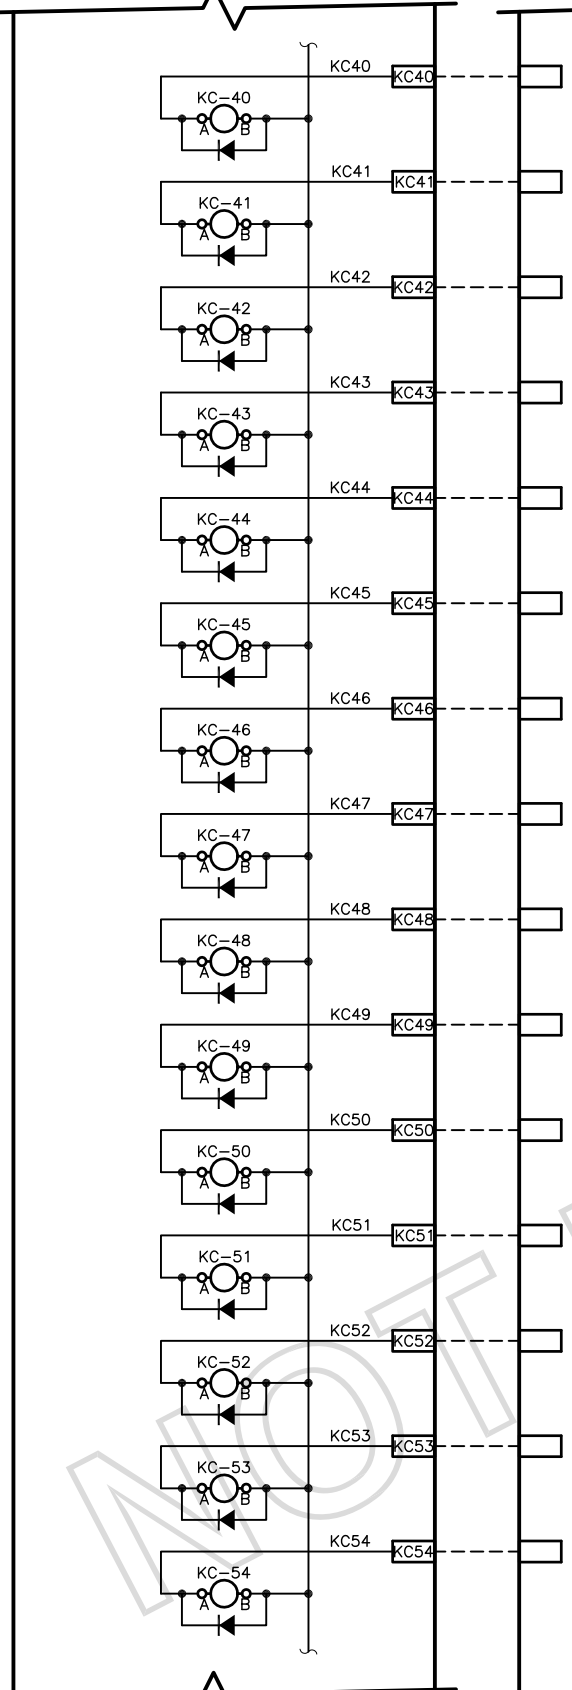 KC40 KC40
KC-40
A B
KC41 KC41
KC-41
A B
KC42 KC42
KC-42
A B
KC43 KC43
KC-43
A B
KC44 KC44
KC-44
A B
KC45 KC45
KC-45
A B
KC46 KC46
KC-46
A B
KC47 KC47
KC-47
A B
KC48 KC48
KC-48
A B
KC49 KC49
KC-49
A B
KC50 KC50
KC-50
A B
KC51 KC51
KC-51
A B
KC52 KC52
KC-52
A B
KC53 KC53
KC-53
A B
KC54 KC54
KC-54
A B
NOT